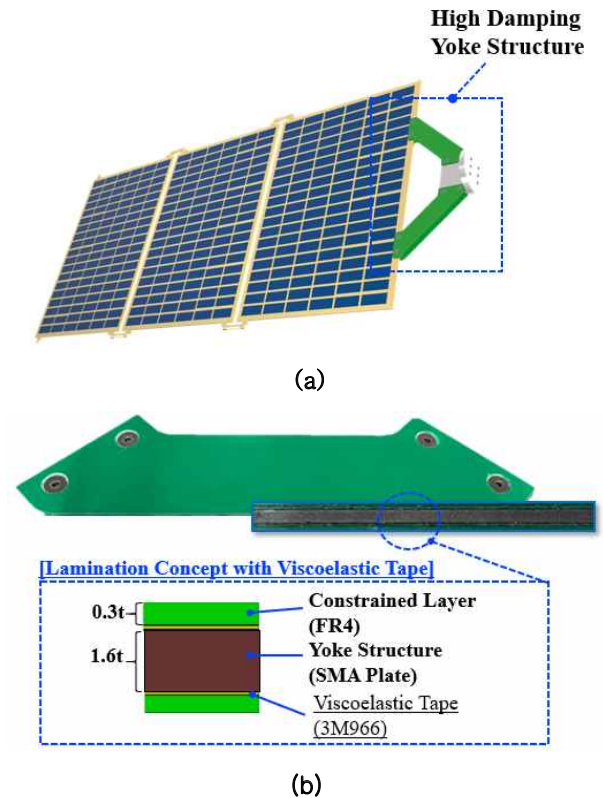 High Damping
Yoke Structure
(a)
[Lamination Concept with Viscoelastic Tape]
0.3t
Constrained Layer
(FR4)
1.6t
Yoke Structure
(SMA Plate)
Viscoelastic Tape
(3M966)
(b)